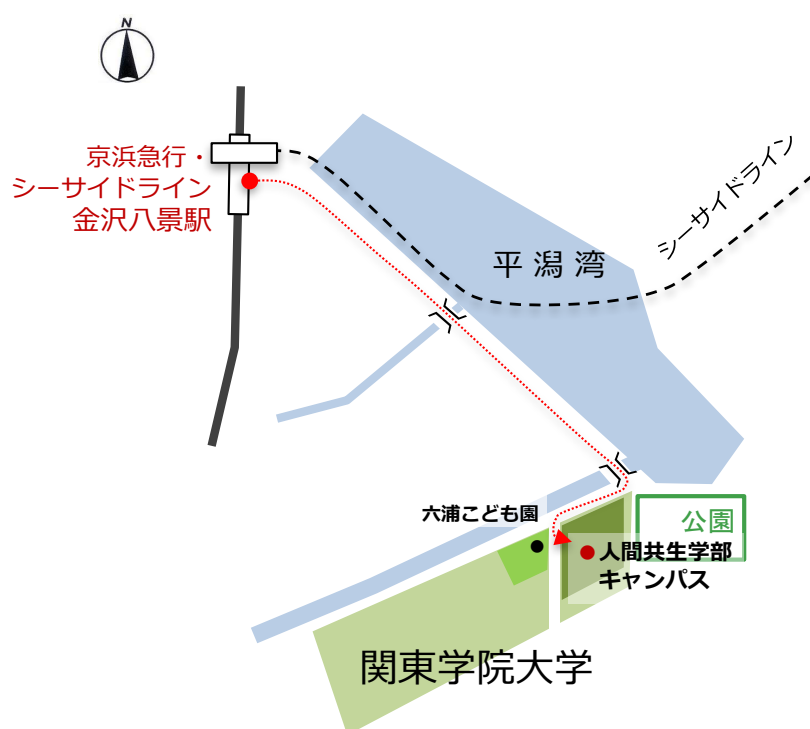 N
京浜急行・
シーサイドライン
金沢八景駅
シーサイドライン
平潟湾
六浦こども園
公園
人間共生学部
キャンパス
関東学院大学